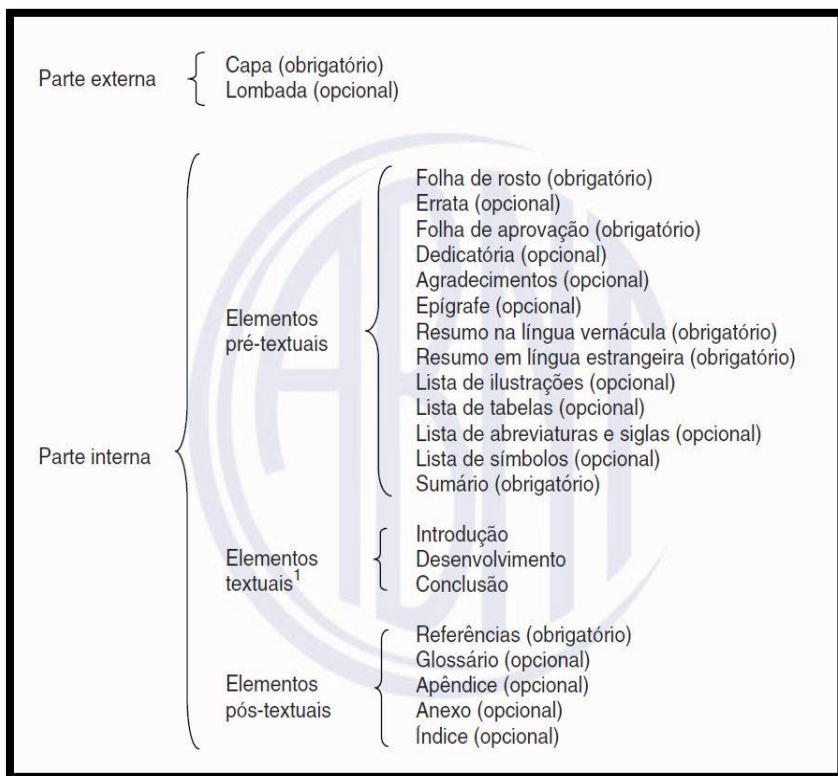 Parte externa
Capa (obrigatório)
Lombada (opcional)
Parte interna
Elementos
pré-textuais
Folha de rosto (obrigatório)
Errata (opcional)
Folha de aprovação (obrigatório)
Dedicatória (opcional)
Agradecimentos (opcional)
Epígrafe (opcional)
Resumo na língua vernácula (obrigatório)
Resumo em língua estrangeira (obrigatório)
Lista de ilustrações (opcional)
Lista de tabelas (opcional)
Lista de abreviaturas e siglas (opcional)
Lista de símbolos (opcional)
Sumário (obrigatório)
Elementos
textuais¹
Introdução
Desenvolvimento
Conclusão
Elementos
pós-textuais
Referências (obrigatório)
Glossário (opcional)
Apêndice (opcional)
Anexo (opcional)
Índice (opcional)
ABNT